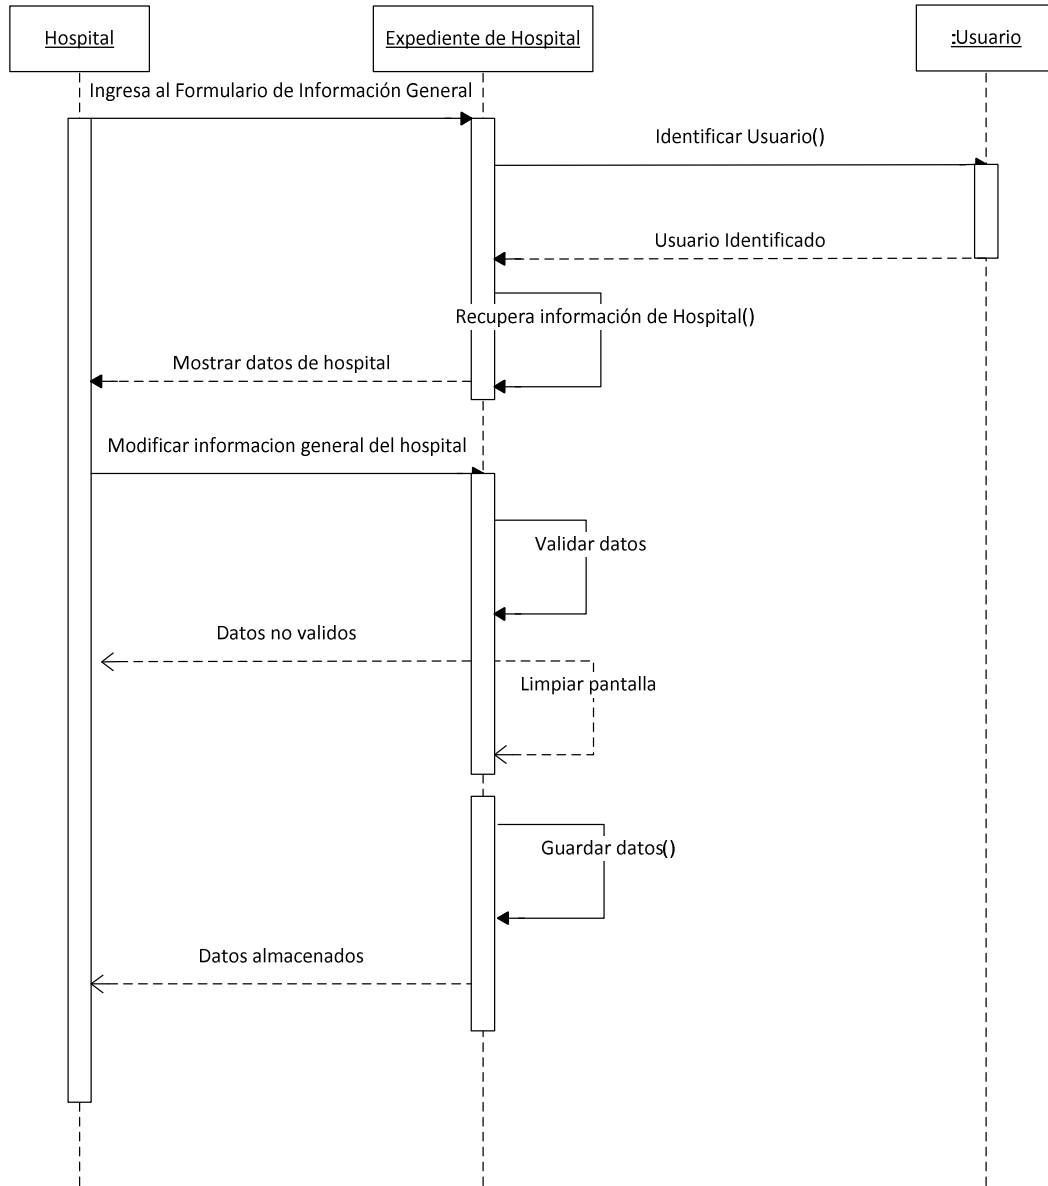 Hospital
Expediente de Hospital
:Usuario
Ingresa al Formulario de Información General
Identificar Usuario()
Usuario Identificado
Recupera información de Hospital()
Mostrar datos de hospital
Modificar informacion general del hospital
Validar datos
Datos no validos
Limpiar pantalla
Guardar datos()
Datos almacenados